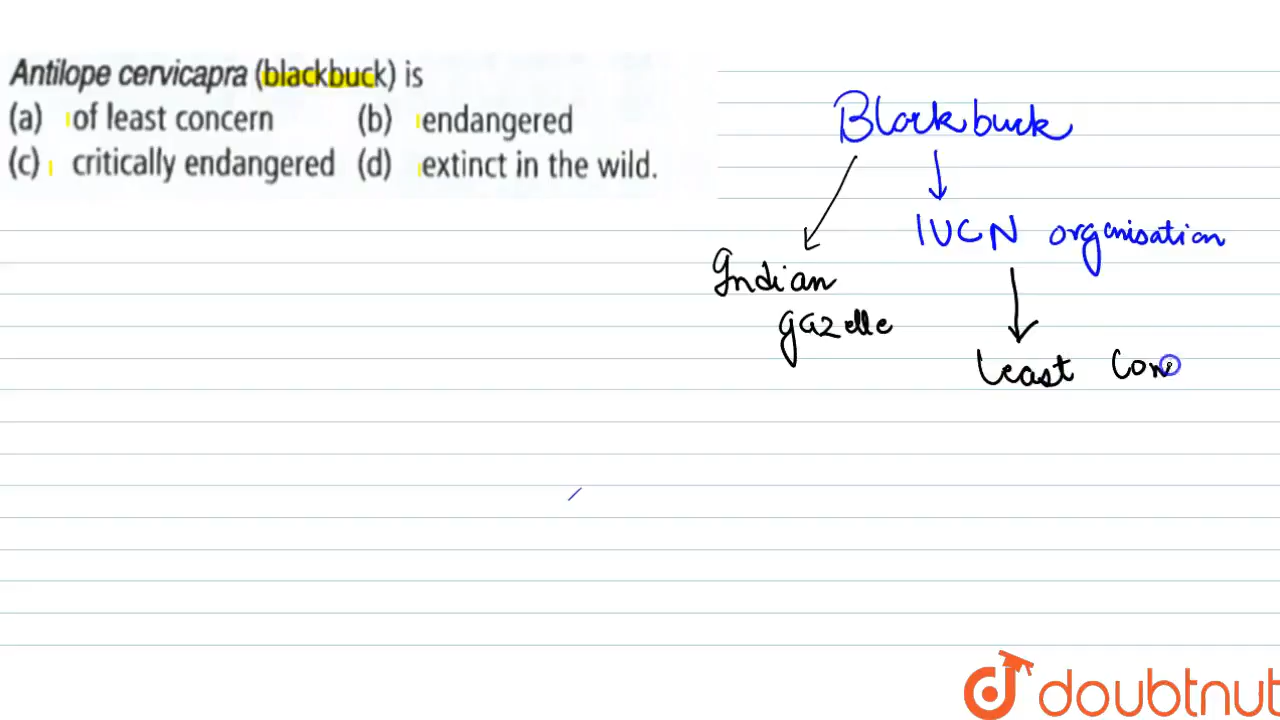 Antilope cervicapra (blackbuck) is
(a) of least concern (b) endangered
(c) critically endangered (d) extinct in the wild.
Blackbuck
IUCN organisation
Indian
gazelle
Least Con
doubtnut